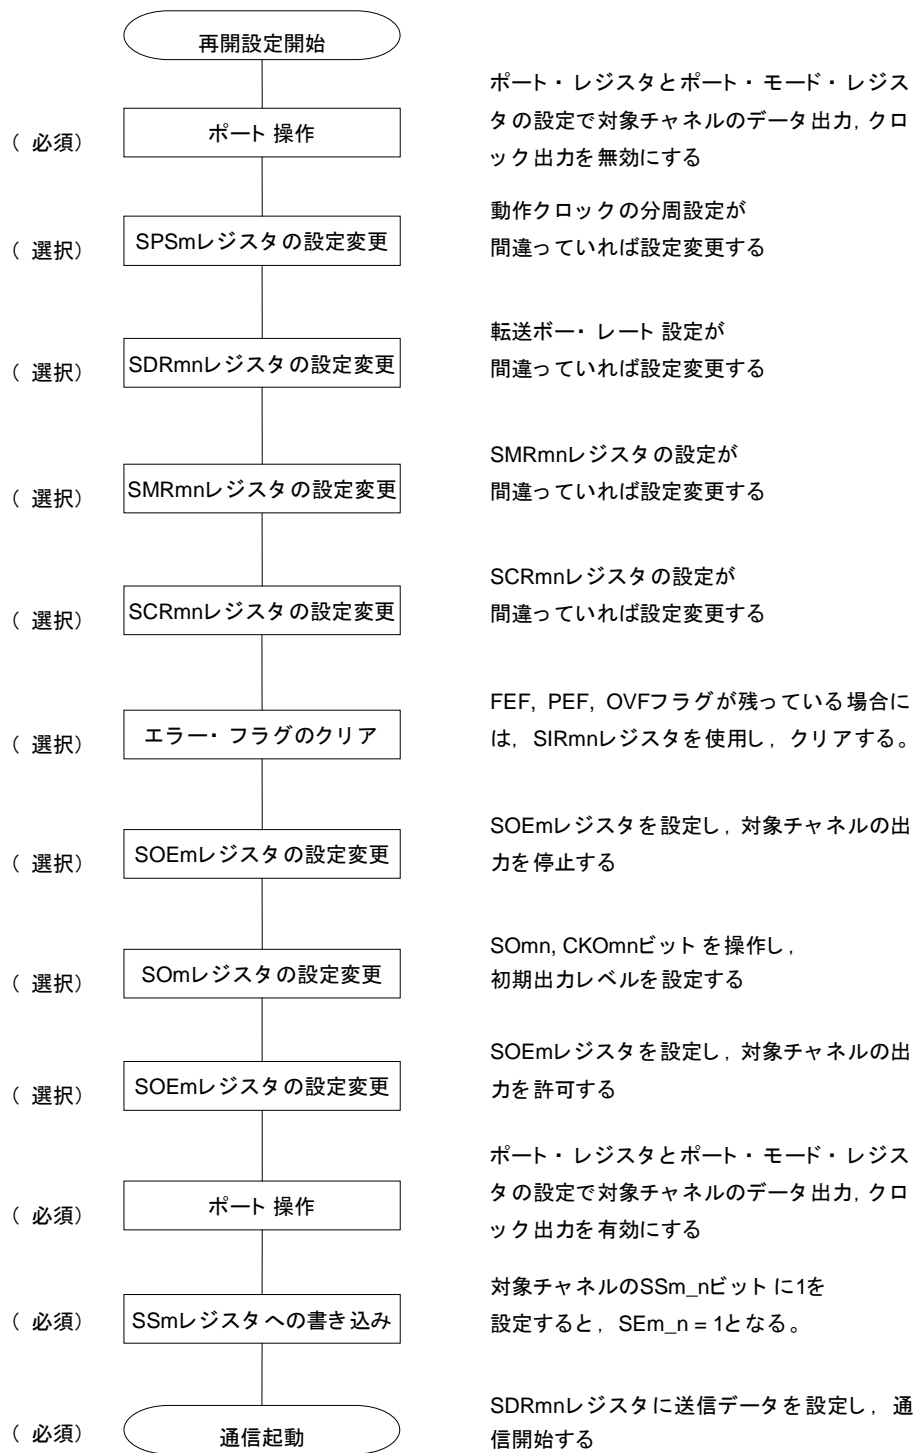 再開設定開始
ポート・レジスタとポート・モード・レジス
タの設定で対象チャネルのデータ出力, クロ
ック出力を無効にする
(必須)
ポート操作
動作クロックの分周設定が
間違っていれば設定変更する
(選択)
SPSmレジスタの設定変更
転送ボー・レート設定が
間違っていれば設定変更する
(選択)
SDRmnレジスタの設定変更
SMRmnレジスタの設定が
間違っていれば設定変更する
(選択)
SMRmnレジスタの設定変更
SCRmnレジスタの設定が
間違っていれば設定変更する
(選択)
SCRmnレジスタの設定変更
FEF, PEF, OVFフラグが残っている場合に
は, SIRmnレジスタを使用し, クリアする。
(選択)
エラー・フラグのクリア
SOEmレジスタを設定し, 対象チャネルの出
力を停止する
(選択)
SOEmレジスタの設定変更
SOmn, CKOmnビットを操作し,
初期出力レベルを設定する
(選択)
SOmレジスタの設定変更
SOEmレジスタを設定し, 対象チャネルの出
力を許可する
(選択)
SOEmレジスタの設定変更
ポート・レジスタとポート・モード・レジス
タの設定で対象チャネルのデータ出力, クロ
ック出力を有効にする
(必須)
ポート操作
対象チャネルのSSm_nビットに1を
設定すると, SEm_n = 1となる。
(必須)
SSmレジスタへの書き込み
SDRmnレジスタに送信データを設定し, 通
信開始する
(必須)
通信起動